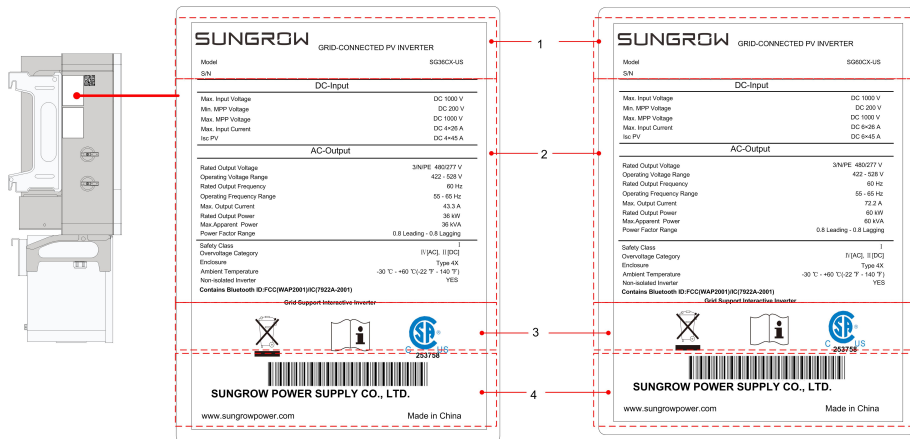 SUNGROW
GRID-CONNECTED PV INVERTER
Model SG36CX-US
S/N
DC-Input
Max. Input Voltage DC 1000 V
Min. MPP Voltage DC 200 V
Max. MPP Voltage DC 1000 V
Max. Input Current DC 4×26 A
Isc PV DC 4×45 A
AC-Output
Rated Output Voltage 3/N/PE 480/277 V
Operating Voltage Range 422 - 528 V
Rated Output Frequency 60 Hz
Operating Frequency Range 55 - 65 Hz
Max. Output Current 43.3 A
Rated Output Power 36 kW
Max.Apparent Power 36 kVA
Power Factor Range 0.8 Leading - 0.8 Lagging
Safety Class I
Overvoltage Category IV[AC], II[DC]
Enclosure Type 4X
Ambient Temperature -30 ℃ - +60 ℃(-22 ℉ - 140 ℉)
Non-isolated Inverter YES
Contains Bluetooth ID:FCC(WAP2001)/IC(7922A-2001)
Grid Support Interactive Inverter
i
SA
C US
253758
SUNGROW POWER SUPPLY CO., LTD.
www.sungrowpower.com Made in China
1
2
3
4
SUNGROW
GRID-CONNECTED PV INVERTER
Model SG60CX-US
S/N
DC-Input
Max. Input Voltage DC 1000 V
Min. MPP Voltage DC 200 V
Max. MPP Voltage DC 1000 V
Max. Input Current DC 6×26 A
Isc PV DC 6×45 A
AC-Output
Rated Output Voltage 3/N/PE 480/277 V
Operating Voltage Range 422 - 528 V
Rated Output Frequency 60 Hz
Operating Frequency Range 55 - 65 Hz
Max. Output Current 72.2 A
Rated Output Power 60 kW
Max.Apparent Power 60 kVA
Power Factor Range 0.8 Leading - 0.8 Lagging
Safety Class I
Overvoltage Category IV[AC], II[DC]
Enclosure Type 4X
Ambient Temperature -30 ℃ - +60 ℃(-22 ℉ - 140 ℉)
Non-isolated Inverter YES
Contains Bluetooth ID:FCC(WAP2001)/IC(7922A-2001)
Grid Support Interactive Inverter
i
SA
C US
253758
SUNGROW POWER SUPPLY CO., LTD.
www.sungrowpower.com Made in China